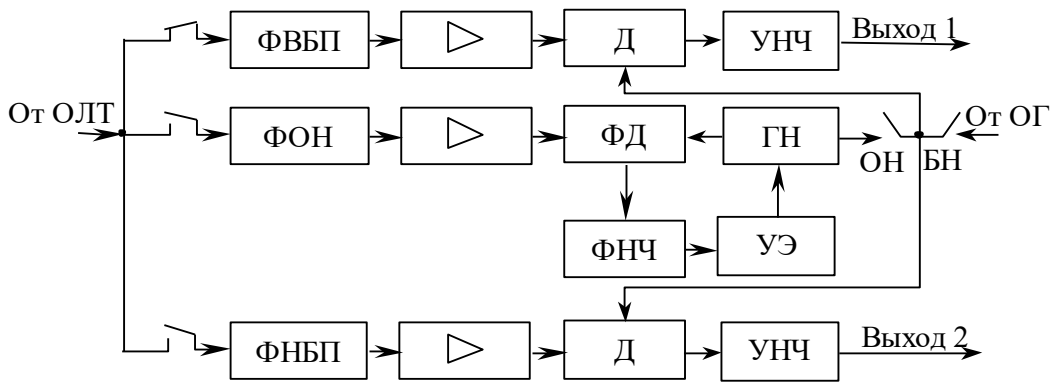 ФВБП
Д
УНЧ
Выход 1
От ОЛТ
ФОН
ФД
ГН
ОН
БН
От ОГ
ФНЧ
УЭ
ФНБП
Д
УНЧ
Выход 2